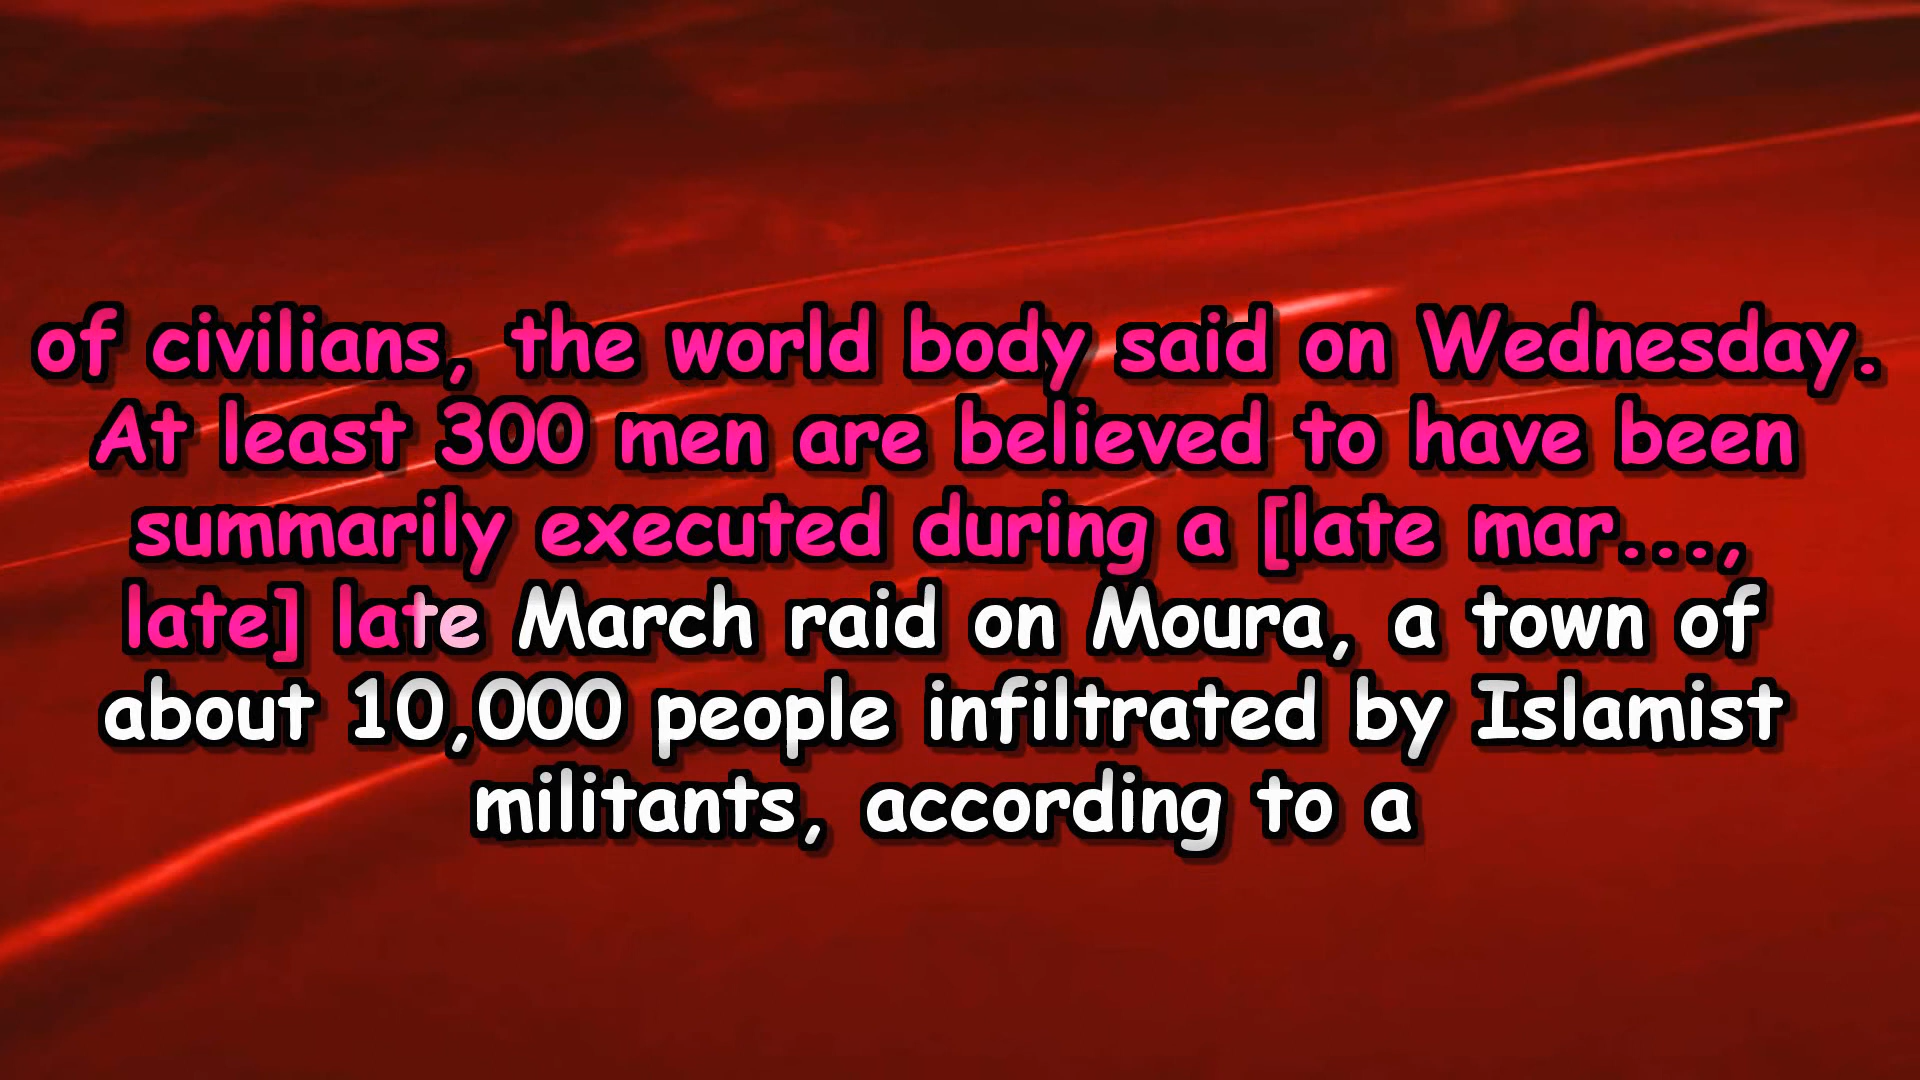 of civilians, the world body said on Wednesday.
At least 300 men are believed to have been
summarily executed during a [late mar...,
late] late March raid on Moura, a town of
about 10,000 people infiltrated by Islamist
militants, according to a